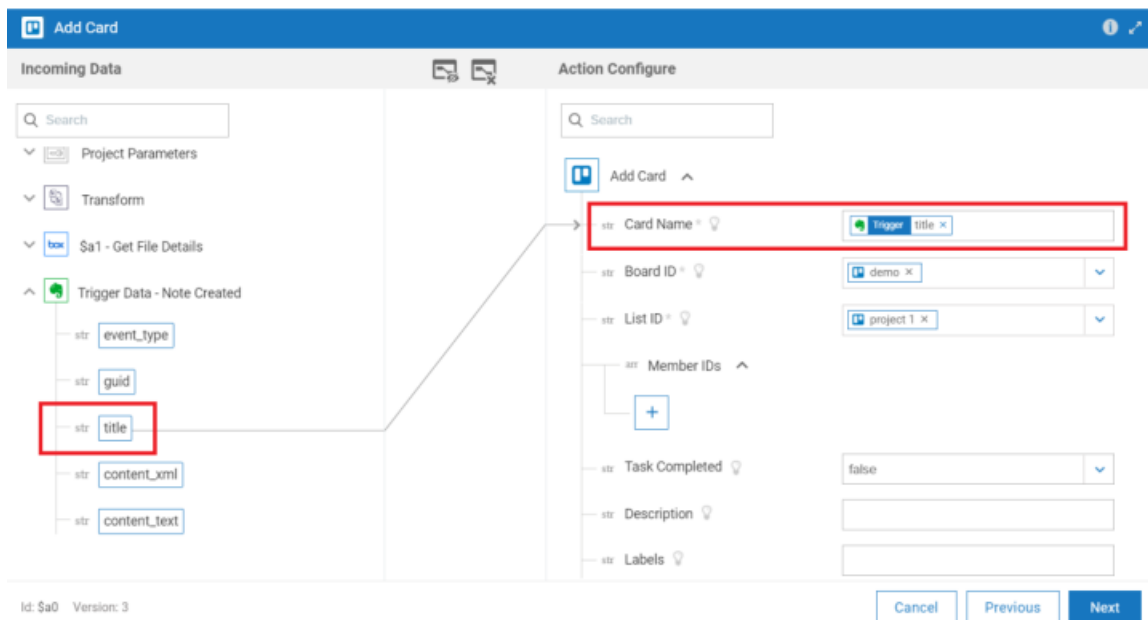 Add Card
Incoming Data
Action Configure
Search
Search
Project Parameters
Transform
box $a1 - Get File Details
Trigger Data - Note Created
str event_type
str guid
str title
str content_xml
str content_text
Add Card
str Card Name * Trigger title ×
str Board ID * demo ×
str List ID * project 1 ×
arr Member IDs
+
str Task Completed false
str Description
str Labels
Id: $a0 Version: 3
Cancel Previous Next